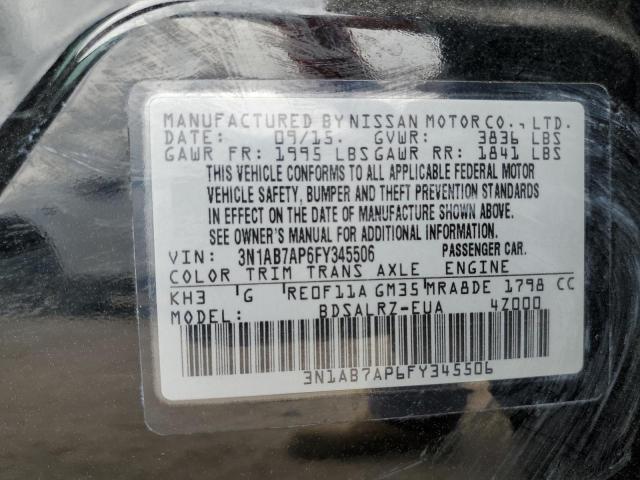 MANUFACTURED BY NISSAN MOTOR CO., LTD.
DATE: 09/15. GVWR: 3836 LBS
GAWR FR: 1995 LBS GAWR RR: 1841 LBS
THIS VEHICLE CONFORMS TO ALL APPLICABLE FEDERAL MOTOR
VEHICLE SAFETY, BUMPER AND THEFT PREVENTION STANDARDS
IN EFFECT ON THE DATE OF MANUFACTURE SHOWN ABOVE.
SEE OWNER'S MANUAL FOR ADDITIONAL INFORMATION.
VIN: 3N1AB7AP6FY345506 PASSENGER CAR.
COLOR TRIM TRANS AXLE ENGINE
KH3 G RE0F11A GM35 MRA8DE 1798 CC
MODEL: BDSALRZ-EUA 4Z000
3N1AB7AP6FY345506